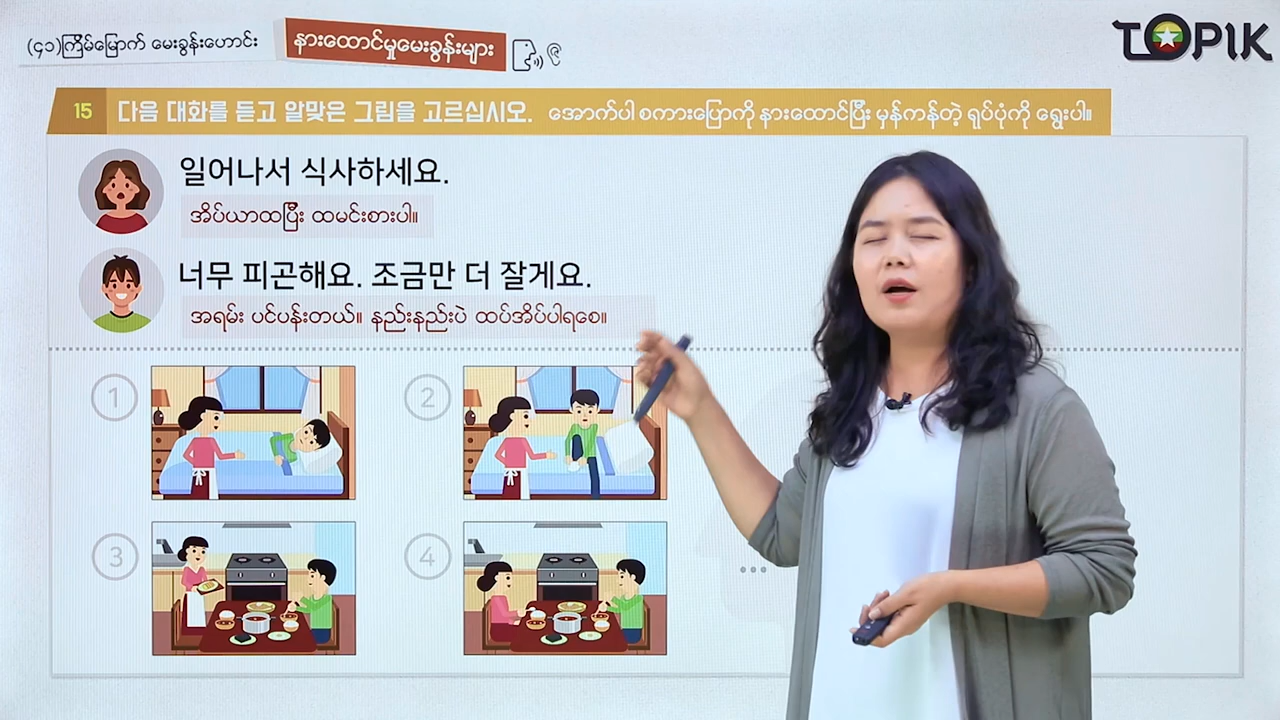 (၄၁)ကြိမ်မြောက် မေးခွန်းဟောင်း
နားထောင်မှုမေးခွန်းများ
TOPIK
15 다음 대화를 듣고 알맞은 그림을 고르십시오. အောက်ပါ စကားပြောကို နားထောင်ပြီး မှန်ကန်တဲ့ ရုပ်ပုံကို ရွေးပါ။
일어나서 식사하세요.
အိပ်ယာထပြီး ထမင်းစားပါ။
너무 피곤해요. 조금만 더 잘게요.
အရမ်း ပင်ပန်းတယ်။ နည်းနည်းပဲ ထပ်အိပ်ပါရစေ။
1
2
3
4